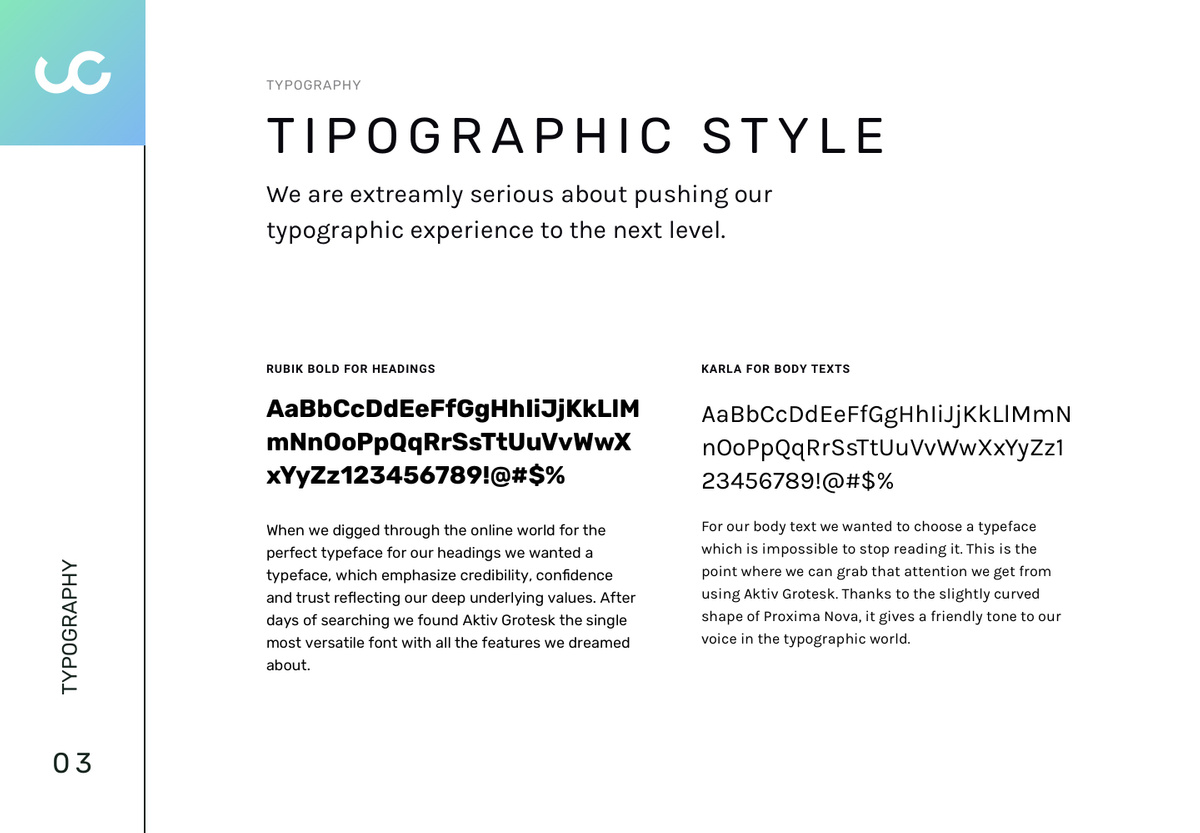 TYPOGRAPHY
TIPOGRAPHIC STYLE
We are extreamly serious about pushing our
typographic experience to the next level.
RUBIK BOLD FOR HEADINGS
AaBbCcDdEeFfGgHhIiJjKkLlM
mNnOoPpQqRrSsTtUuVvWwX
xYyZz123456789!@#$%
When we digged through the online world for the
perfect typeface for our headings we wanted a
typeface, which emphasize credibility, confidence
and trust reflecting our deep underlying values. After
days of searching we found Aktiv Grotesk the single
most versatile font with all the features we dreamed
about.
KARLA FOR BODY TEXTS
AaBbCcDdEeFfGgHhIiJjKkLlMmN
nOoPpQqRrSsTtUuVvWwXxYyZz1
23456789!@#$%
For our body text we wanted to choose a typeface
which is impossible to stop reading it. This is the
point where we can grab that attention we get from
using Aktiv Grotesk. Thanks to the slightly curved
shape of Proxima Nova, it gives a friendly tone to our
voice in the typographic world.
TYPOGRAPHY
03